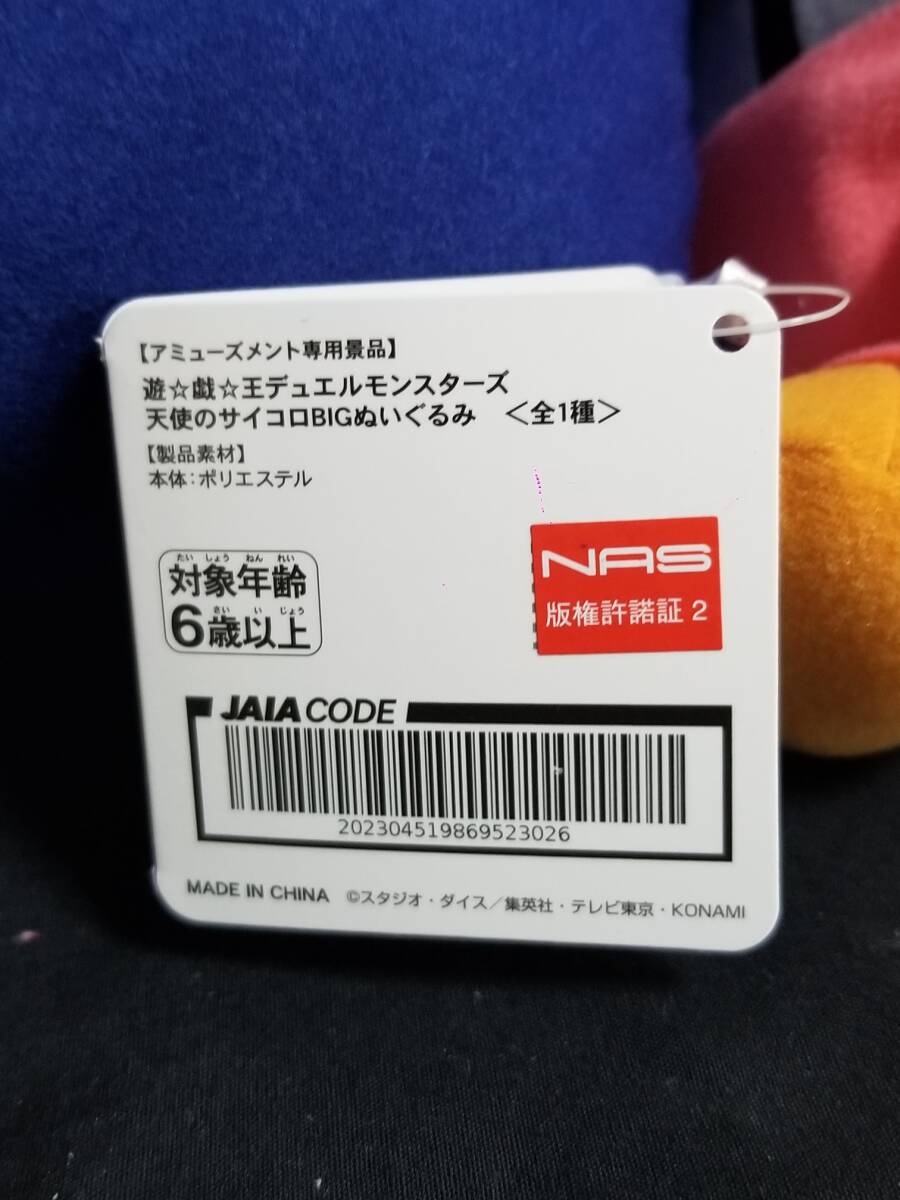 【アミューズメント専用景品】
遊☆戯☆王デュエルモンスターズ
天使のサイコロBIGぬいぐるみ ＜全1種＞
【製品素材】
本体：ポリエステル
たいしょうねんれい
対象年齢
さい い じょう
6歳以上
NAS
版権許諾証 2
JAIA CODE
202304519869523026
MADE IN CHINA ©スタジオ・ダイス／集英社・テレビ東京・KONAMI